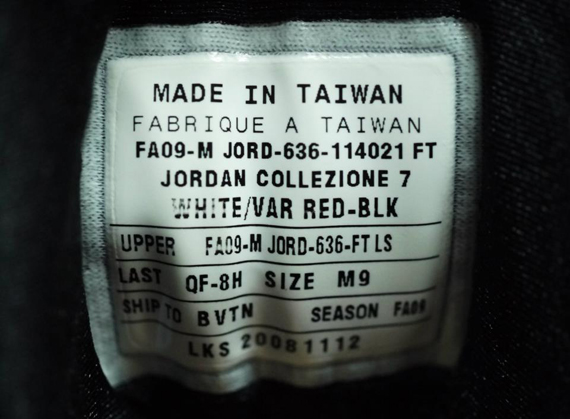 MADE IN TAIWAN
FABRIQUE A TAIWAN
FA09-M JORD-636-114021 FT
JORDAN COLLEZIONE 7
WHITE/VAR RED-BLK
UPPER FA09-M JORD-636-FT LS
LAST QF-8H SIZE M9
SHIP TO BVTN SEASON FA09
LKS 20081112